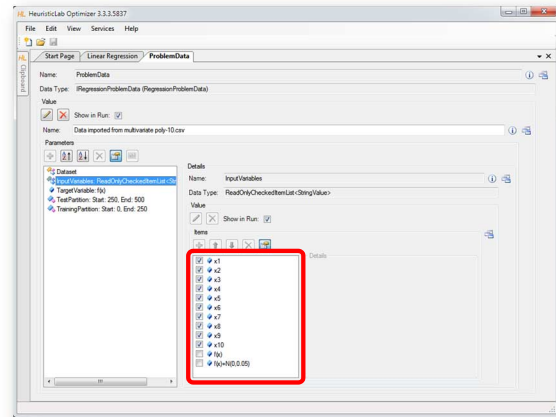 HeuristicLab Optimizer 3.3.3.5837
File Edit View Services Help
Start Page Linear Regression ProblemData
Clipboard
Name: ProblemData
Data Type: IRegressionProblemData (RegressionProblemData)
Value
Show in Run:
Name: Data imported from multivariate poly-10.csv
Parameters
Dataset
InputVariables: ReadOnlyCheckedItemList<Str
TargetVariable: f(x)
TestPartition: Start: 250, End: 500
TrainingPartition: Start: 0, End: 250
Details
Name: InputVariables
Data Type: ReadOnlyCheckedItemList<StringValue>
Value
Show in Run:
Items
x1
x2
x3
x4
x5
x6
x7
x8
x9
x10
f(x)
f(x)+N(0,0.05)
Details